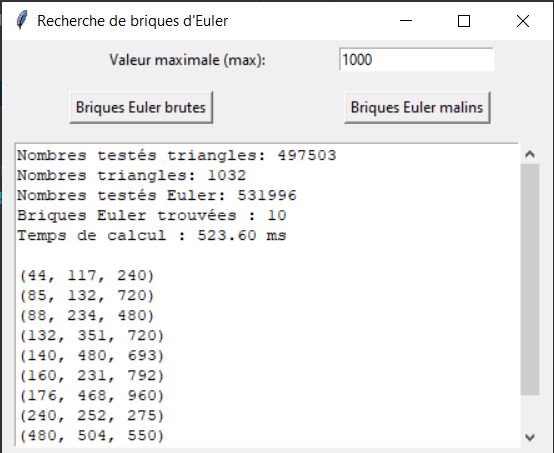 Recherche de briques d'Euler
Valeur maximale (max): 1000
Briques Euler brutes Briques Euler malins
Nombres testés triangles: 497503
Nombres triangles: 1032
Nombres testés Euler: 531996
Briques Euler trouvées : 10
Temps de calcul : 523.60 ms
(44, 117, 240)
(85, 132, 720)
(88, 234, 480)
(132, 351, 720)
(140, 480, 693)
(160, 231, 792)
(176, 468, 960)
(240, 252, 275)
(480, 504, 550)